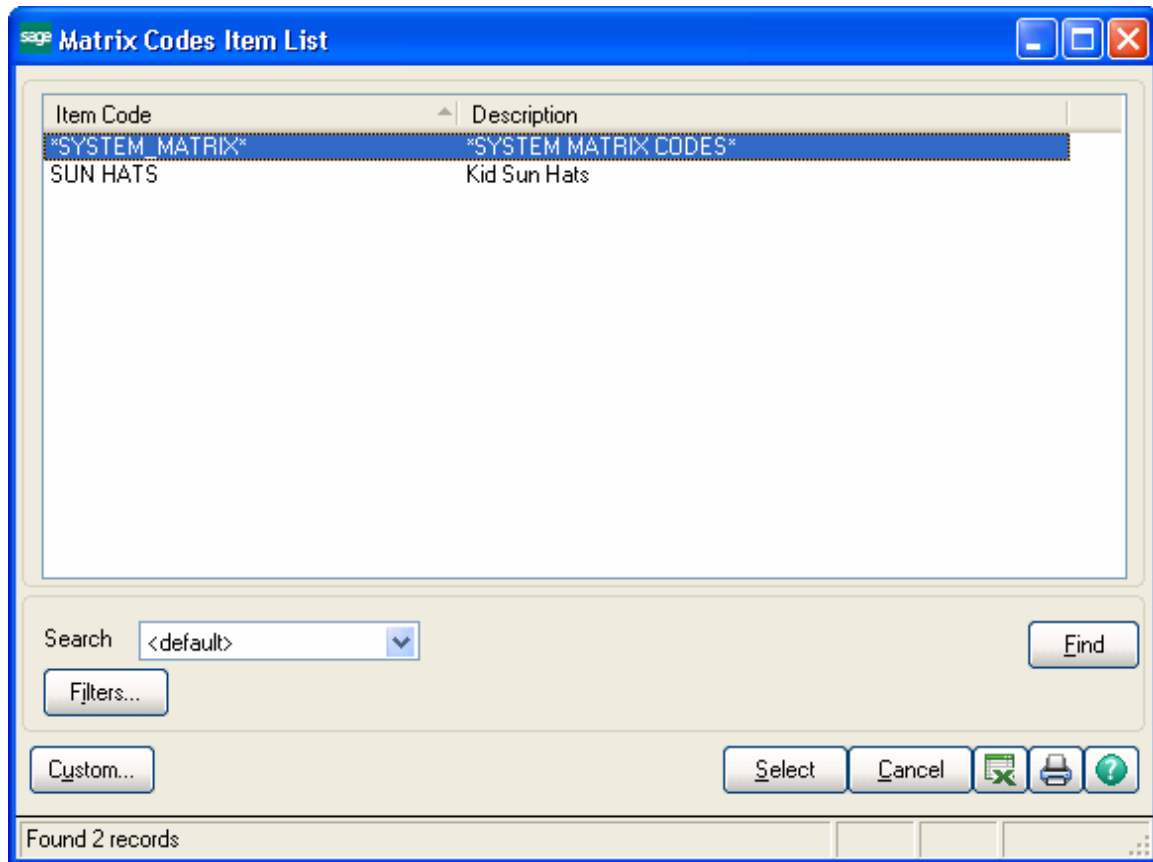 sage Matrix Codes Item List
Item Code Description
*SYSTEM_MATRIX* *SYSTEM MATRIX CODES*
SUN HATS Kid Sun Hats
Search <default>
Find
Filters...
Custom... Select Cancel ?
Found 2 records